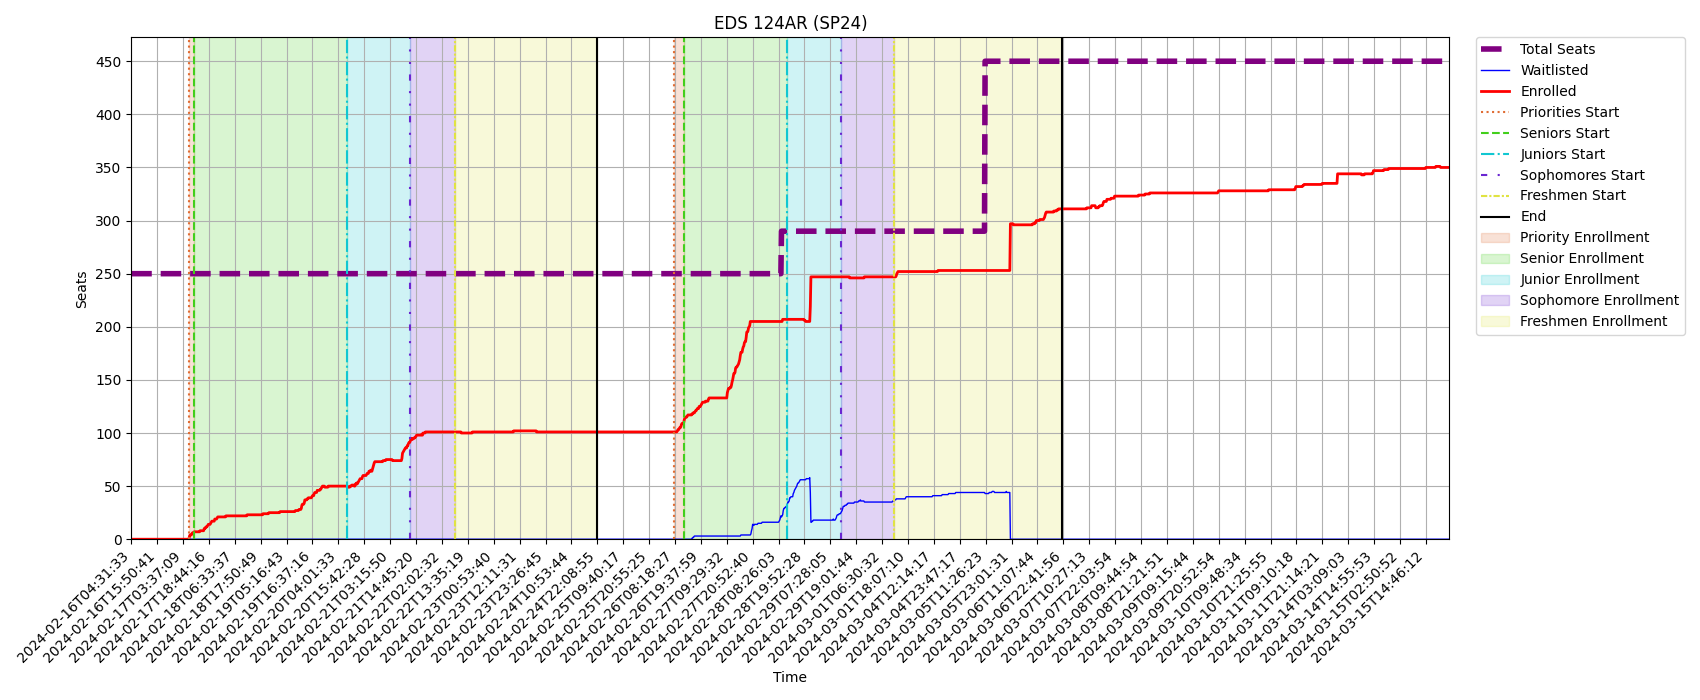 EDS 124AR (SP24)
450
400
350
300
250
200
150
100
50
0
Seats
2024-02-16T04:31:33
2024-02-16T15:50:41
2024-02-17T03:37:09
2024-02-17T18:44:16
2024-02-18T06:33:37
2024-02-18T17:50:49
2024-02-19T05:16:43
2024-02-19T16:37:16
2024-02-20T04:01:33
2024-02-20T15:42:28
2024-02-21T03:15:50
2024-02-21T14:45:20
2024-02-22T02:02:32
2024-02-22T13:35:19
2024-02-23T00:53:40
2024-02-23T12:11:31
2024-02-23T23:26:45
2024-02-24T10:53:44
2024-02-24T22:08:55
2024-02-25T09:40:17
2024-02-25T20:55:25
2024-02-26T08:18:27
2024-02-26T19:37:59
2024-02-27T09:29:32
2024-02-27T20:52:40
2024-02-28T08:26:03
2024-02-28T19:52:28
2024-02-29T07:28:05
2024-02-29T19:01:44
2024-03-01T06:30:32
2024-03-01T18:07:10
2024-03-04T12:14:17
2024-03-04T23:47:17
2024-03-05T11:26:23
2024-03-05T23:01:31
2024-03-06T11:07:44
2024-03-06T22:41:56
2024-03-07T10:27:13
2024-03-07T22:03:54
2024-03-08T09:44:54
2024-03-08T21:21:51
2024-03-09T09:15:44
2024-03-09T20:52:54
2024-03-10T09:48:34
2024-03-10T21:25:55
2024-03-11T09:10:18
2024-03-11T21:14:21
2024-03-14T03:09:03
2024-03-14T14:55:53
2024-03-15T02:50:52
2024-03-15T14:46:12
Time
Total Seats
Waitlisted
Enrolled
Priorities Start
Seniors Start
Juniors Start
Sophomores Start
Freshmen Start
End
Priority Enrollment
Senior Enrollment
Junior Enrollment
Sophomore Enrollment
Freshmen Enrollment